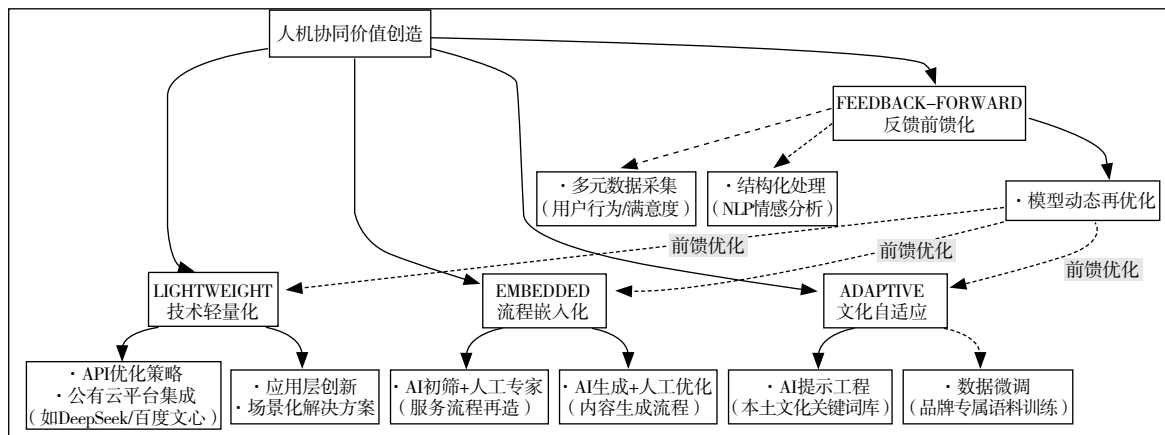 人机协同价值创造
FEEDBACK–FORWARD
反馈前馈化
·多元数据采集
（用户行为/满意度）
·结构化处理
（NLP情感分析）
·模型动态再优化
前馈优化
前馈优化
前馈优化
LIGHTWEIGHT
技术轻量化
EMBEDDED
流程嵌入化
ADAPTIVE
文化自适应
·API优化策略
·公有云平台集成
（如DeepSeek/百度文心）
·应用层创新
·场景化解决方案
·AI初筛+人工专家
（服务流程再造）
·AI生成+人工优化
（内容生成流程）
·AI提示工程
（本土文化关键词库）
·数据微调
（品牌专属语料训练）